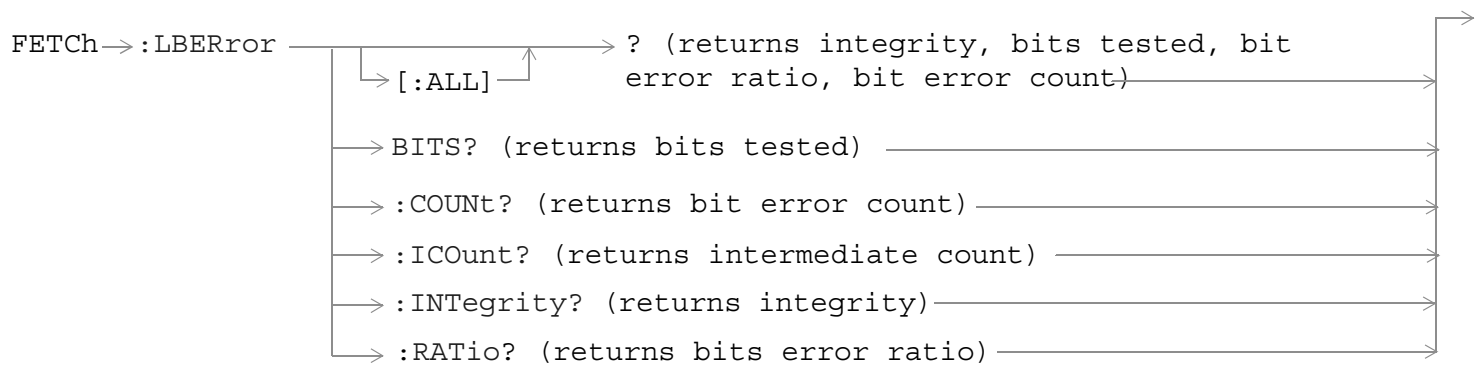 FETCh :LBERror ? (returns integrity, bits tested, bit
[:ALL] error ratio, bit error count)
BITS? (returns bits tested)
:COUNt? (returns bit error count)
:ICOunt? (returns intermediate count)
:INTegrity? (returns integrity)
:RATio? (returns bits error ratio)